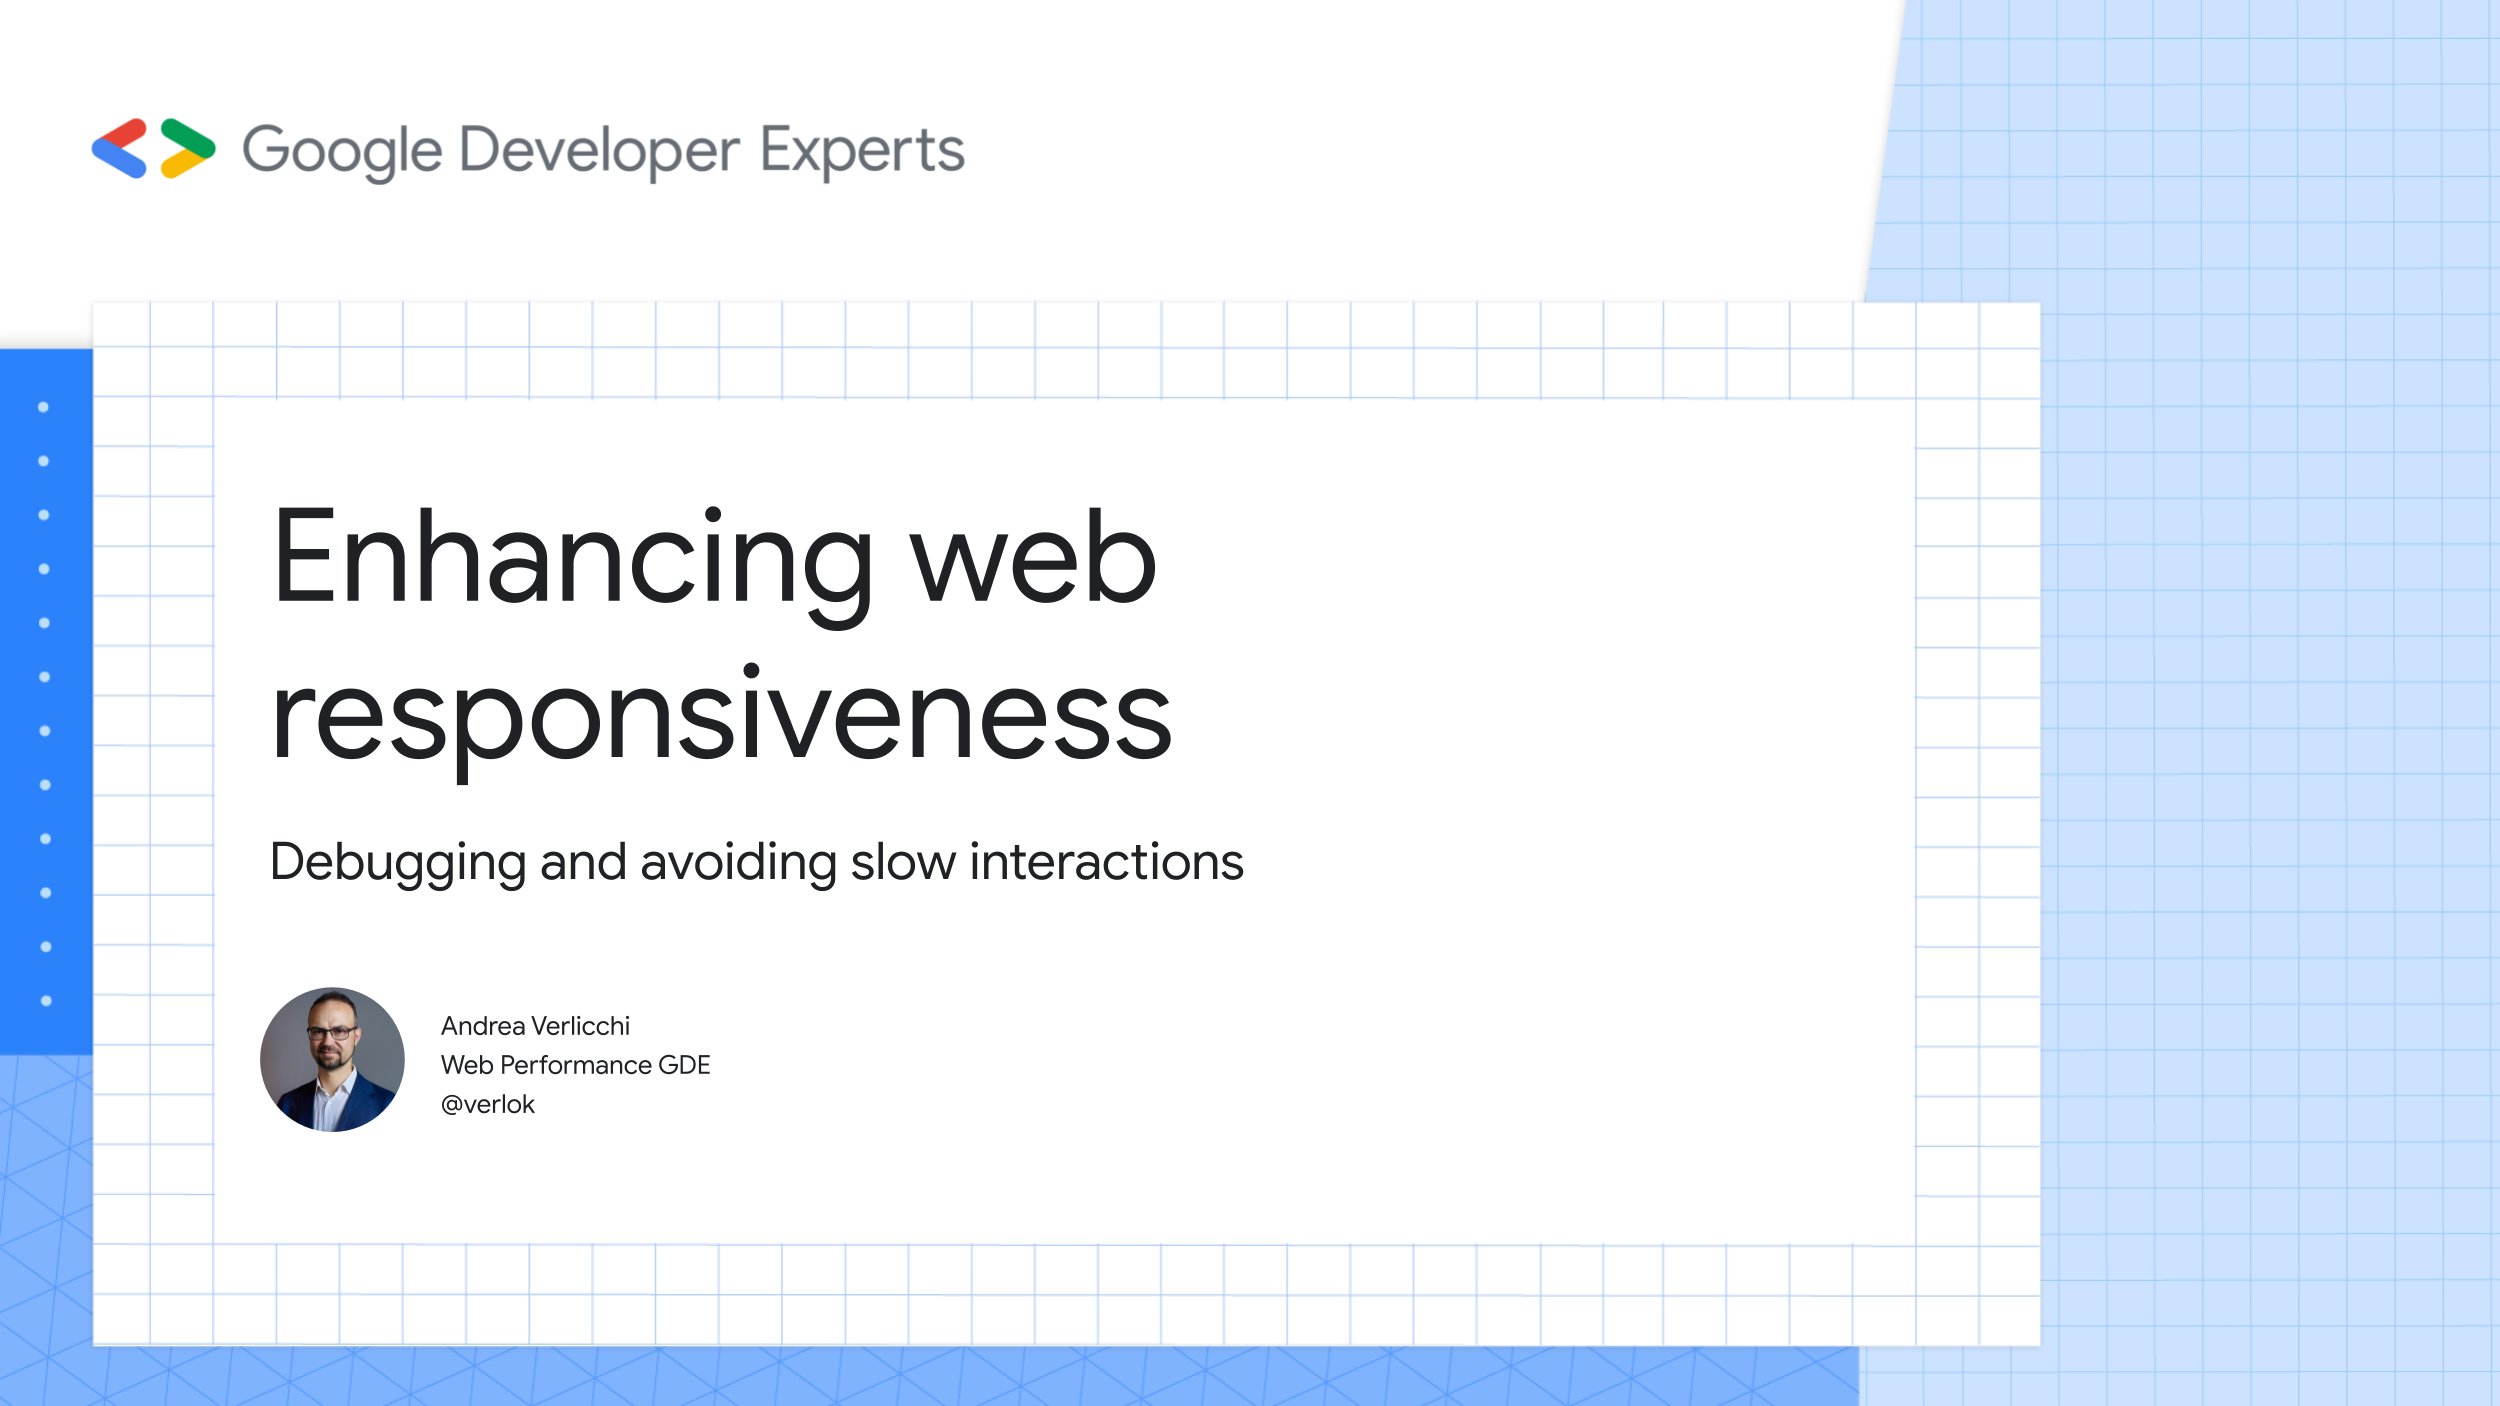 Google Developer Experts
Enhancing web
responsiveness
Debugging and avoiding slow interactions
Andrea Verlicchi
Web Performance GDE
@verlok